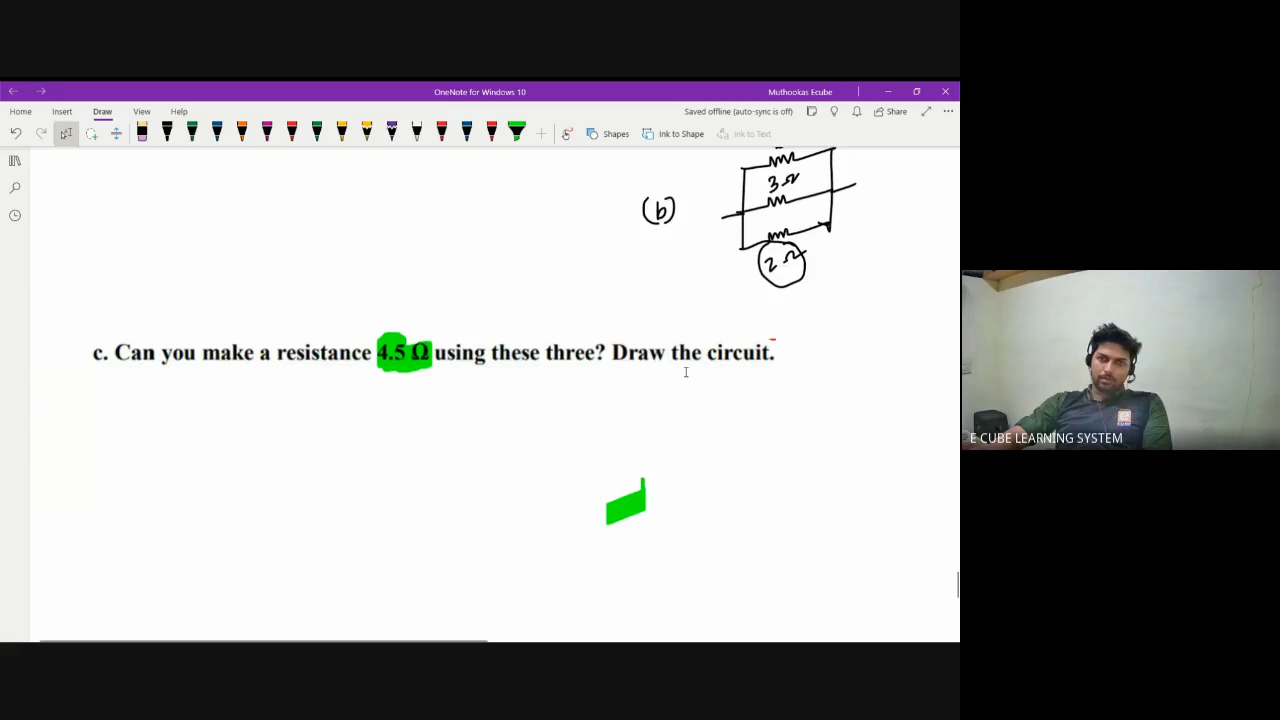 OneNote for Windows 10
Muthookas Ecube
Home Insert Draw View Help
Saved offline (auto-sync is off)
Share
Shapes
Ink to Shape
Ink to Text
3 Ω
(b)
2 Ω
c. Can you make a resistance 4.5 Ω using these three? Draw the circuit.
E CUBE LEARNING SYSTEM